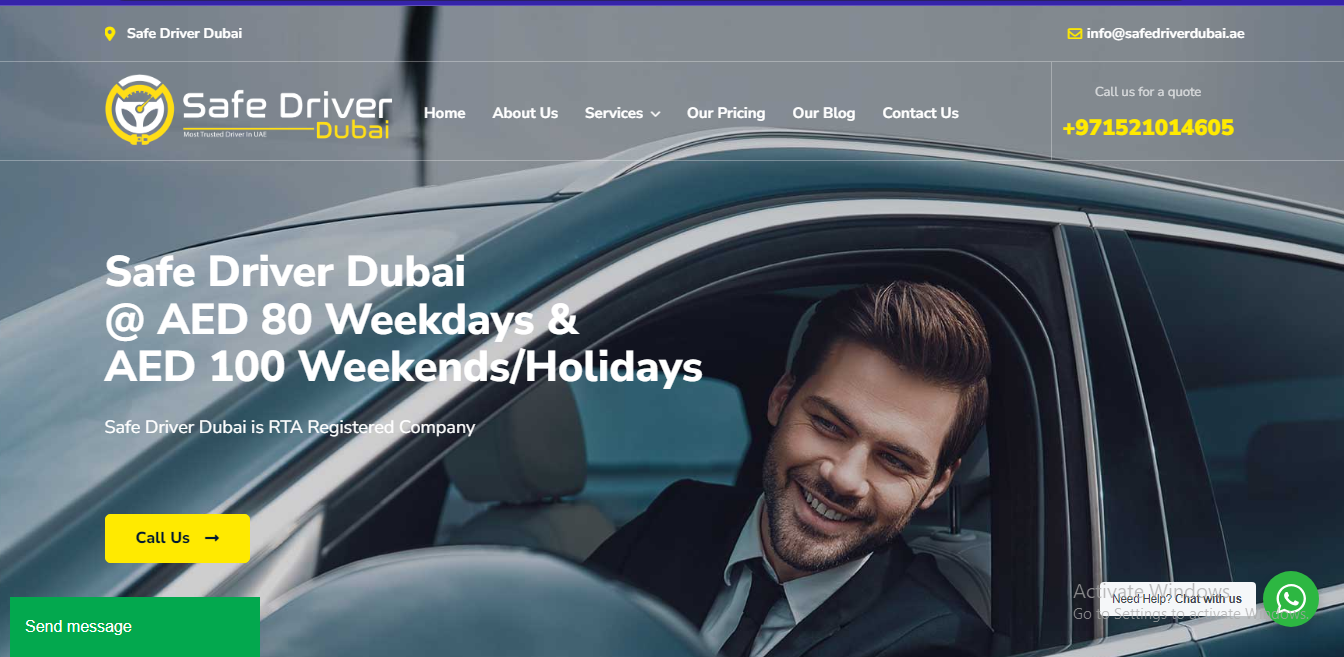 Safe Driver Dubai
info@safedriverdubai.ae
Safe Driver
Dubai
Most Trusted Driver In UAE
Home About Us Services Our Pricing Our Blog Contact Us
Call us for a quote
+971521014605
Safe Driver Dubai
@ AED 80 Weekdays &
AED 100 Weekends/Holidays
Safe Driver Dubai is RTA Registered Company
Call Us
Send message
Activate Windows
Go to Settings to activate Windows.
Need Help? Chat with us